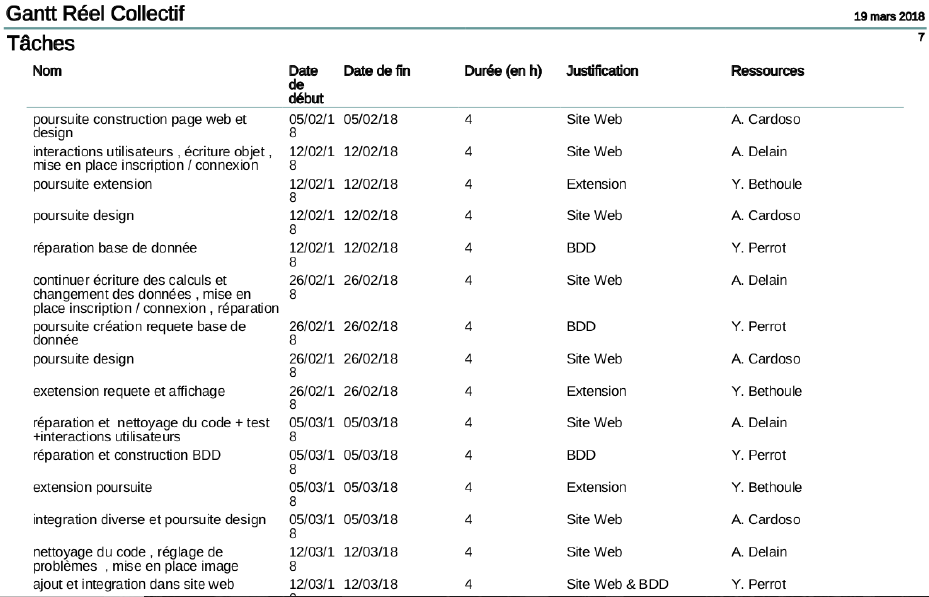 Gantt Réel Collectif 19 mars 2018
Tâches 7
Nom Date de début Date de fin Durée (en h) Justification Ressources
poursuite construction page web et design 05/02/18 05/02/18 4 Site Web A. Cardoso
interactions utilisateurs , écriture objet , mise en place inscription / connexion 12/02/18 12/02/18 4 Site Web A. Delain
poursuite extension 12/02/18 12/02/18 4 Extension Y. Bethoule
poursuite design 12/02/18 12/02/18 4 Site Web A. Cardoso
réparation base de donnée 12/02/18 12/02/18 4 BDD Y. Perrot
continuer écriture des calculs et changement des données , mise en place inscription / connexion , réparation 26/02/18 26/02/18 4 Site Web A. Delain
poursuite création requete base de donnée 26/02/18 26/02/18 4 BDD Y. Perrot
poursuite design 26/02/18 26/02/18 4 Site Web A. Cardoso
exetension requete et affichage 26/02/18 26/02/18 4 Extension Y. Bethoule
réparation et nettoyage du code + test +interactions utilisateurs 05/03/18 05/03/18 4 Site Web A. Delain
réparation et construction BDD 05/03/18 05/03/18 4 BDD Y. Perrot
extension poursuite 05/03/18 05/03/18 4 Extension Y. Bethoule
integration diverse et poursuite design 05/03/18 05/03/18 4 Site Web A. Cardoso
nettoyage du code , réglage de problèmes , mise en place image 12/03/18 12/03/18 4 Site Web A. Delain
ajout et integration dans site web 12/03/1 12/03/18 4 Site Web & BDD Y. Perrot